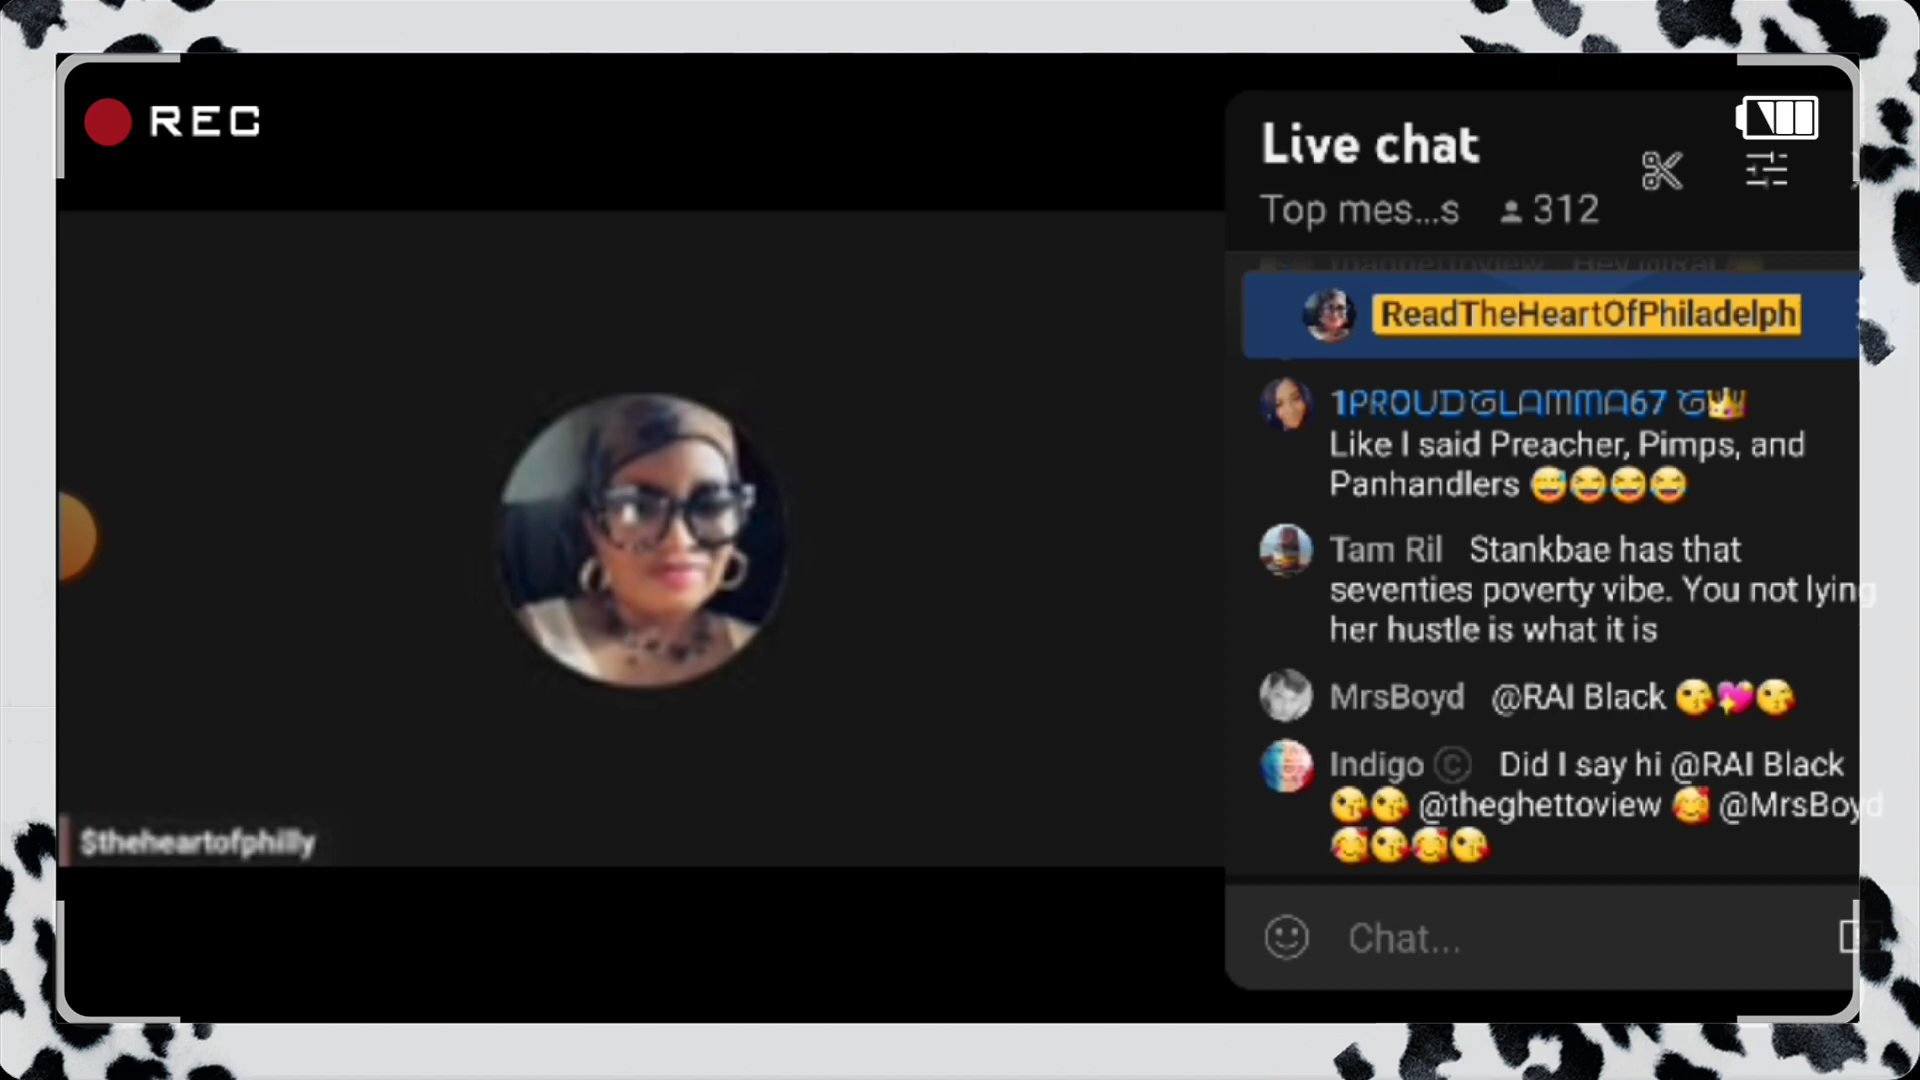 REC
Live chat
Top mes...s 312
ReadTheHeartOfPhiladelph
1PROUDGLAMMA67 G👑
Like I said Preacher, Pimps, and
Panhandlers 😅😆😆😂
Tam Ril Stankbae has that
seventies poverty vibe. You not lying
her hustle is what it is
MrsBoyd @RAI Black 😘💖😘
Indigo © Did I say hi @RAI Black
😘😘 @theghettoview 🥰 @MrsBoyd
🥰😘🥰😘
Chat...
$theheartofphilly